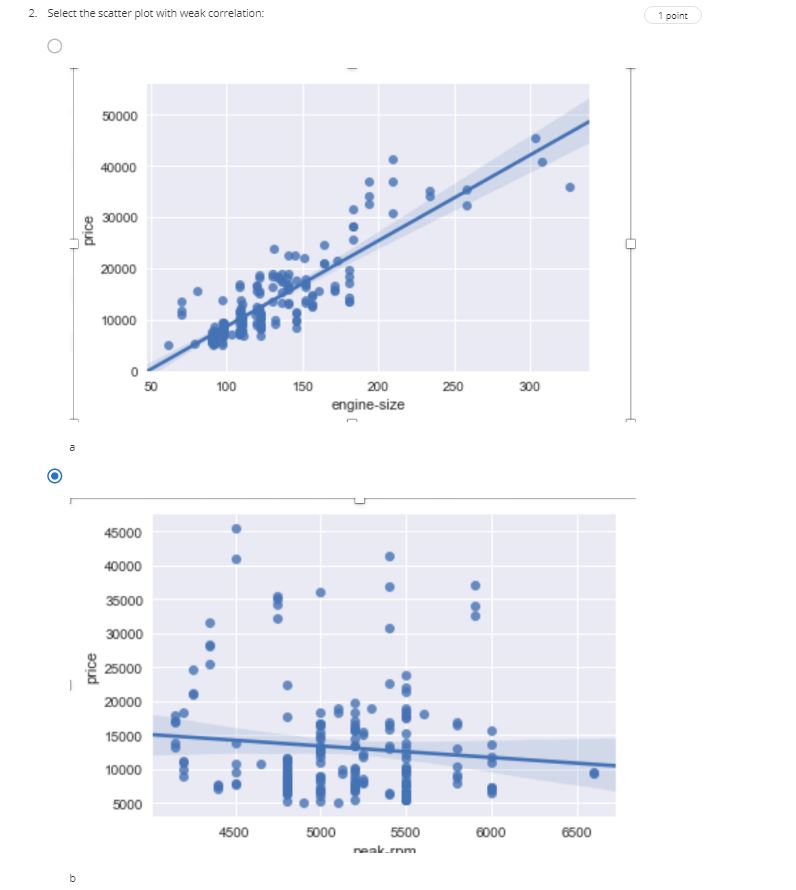 2. Select the scatter plot with weak correlation:
1 point
50000
40000
30000
20000
10000
0
price
50 100 150 200 250 300
engine-size
a
45000
40000
35000
30000
25000
20000
15000
10000
5000
price
4500 5000 5500 6000 6500
peak-rpm
b